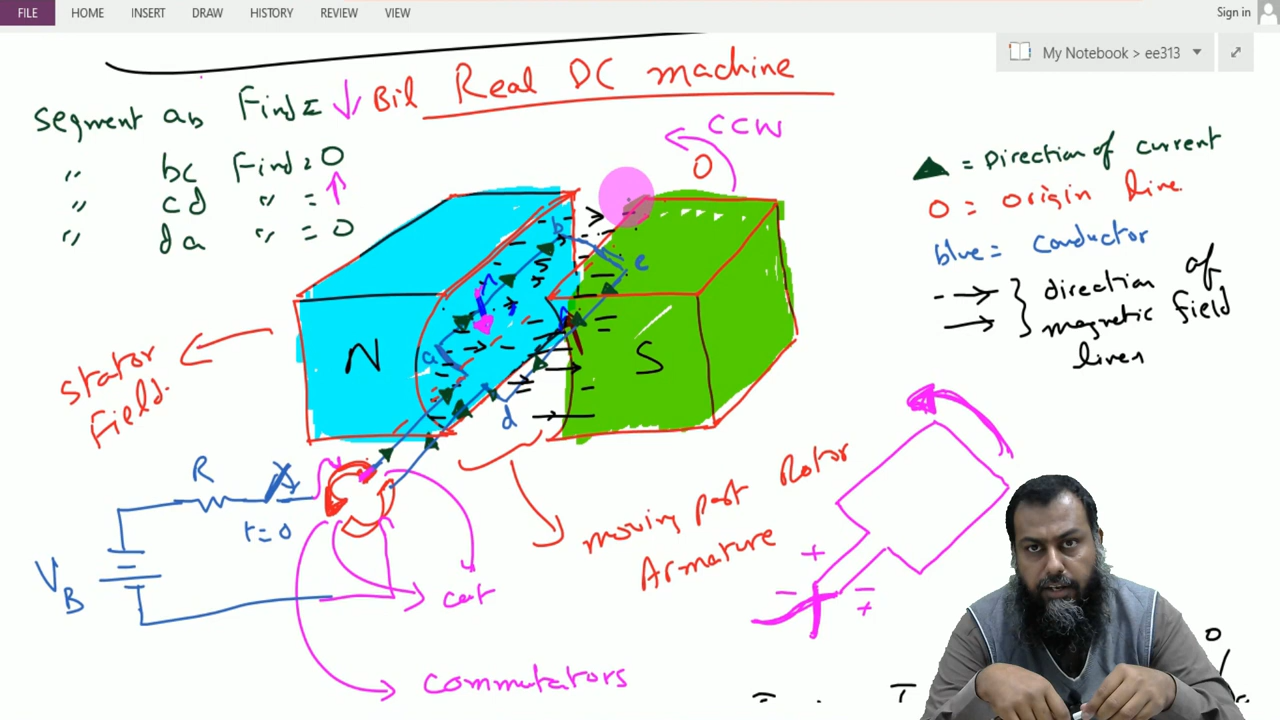 FILE HOME INSERT DRAW HISTORY REVIEW VIEW
Sign in
My Notebook > ee313
Bil Real DC machine
Segment ab Find = ↓
" bc Find = 0
" cd " = ↑
" da " = 0
CCW
O
▲ = Direction of current
O = origin line
blue = conductor
direction of
magnetic field
lines
b
c
a
N
S
d
stator
Field
R
t=0
VB
moving part Rotor
Armature
cut
commutators
+
-
-
+